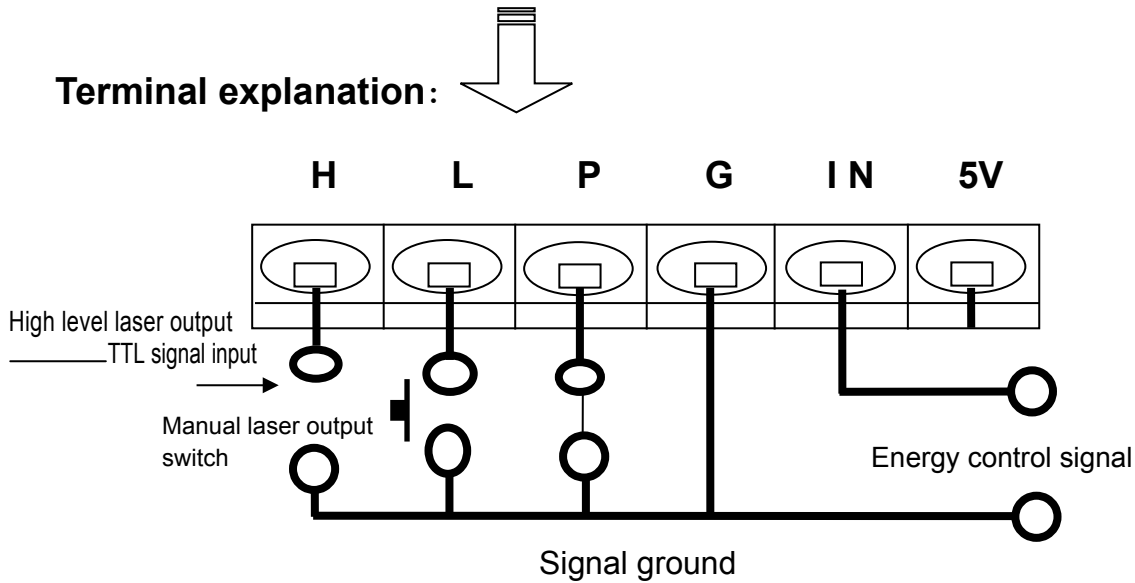 Terminal explanation:
H L P G I N 5V
High level laser output
TTL signal input
Manual laser output
switch
Energy control signal
Signal ground